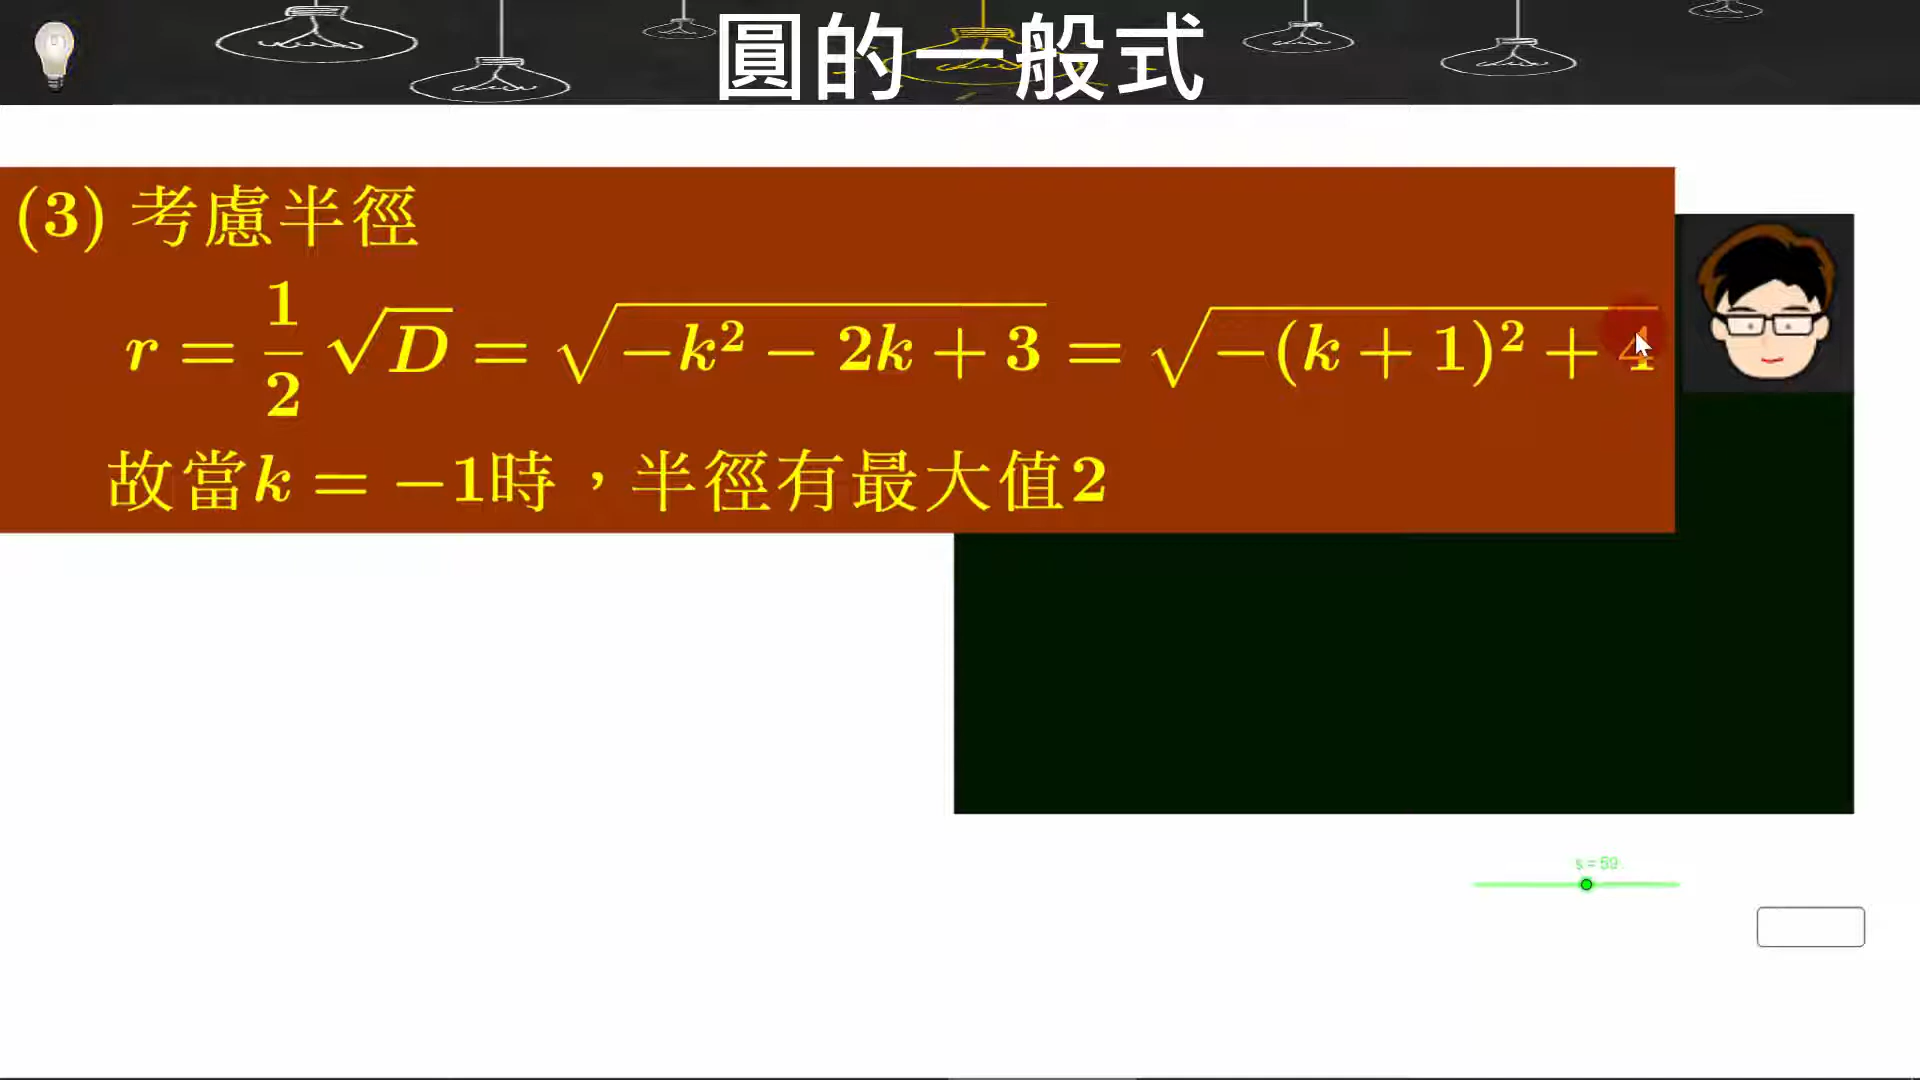 圓的一般式
(3) 考慮半徑
r = 1/2 √D = √(-k² - 2k + 3) = √(-(k + 1)² + 4)
故當k = -1時，半徑有最大值2
s = 59